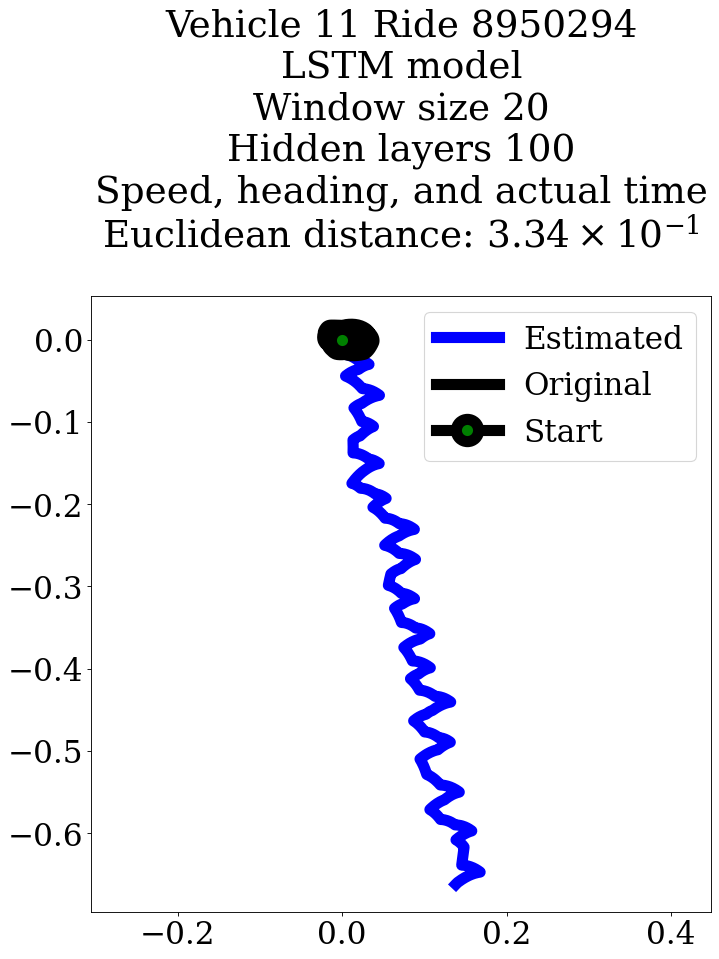 Vehicle 11 Ride 8950294
LSTM model
Window size 20
Hidden layers 100
Speed, heading, and actual time
Euclidean distance: 3.34 × 10⁻¹
Estimated
Original
Start
0.0
−0.1
−0.2
−0.3
−0.4
−0.5
−0.6
−0.2
0.0
0.2
0.4